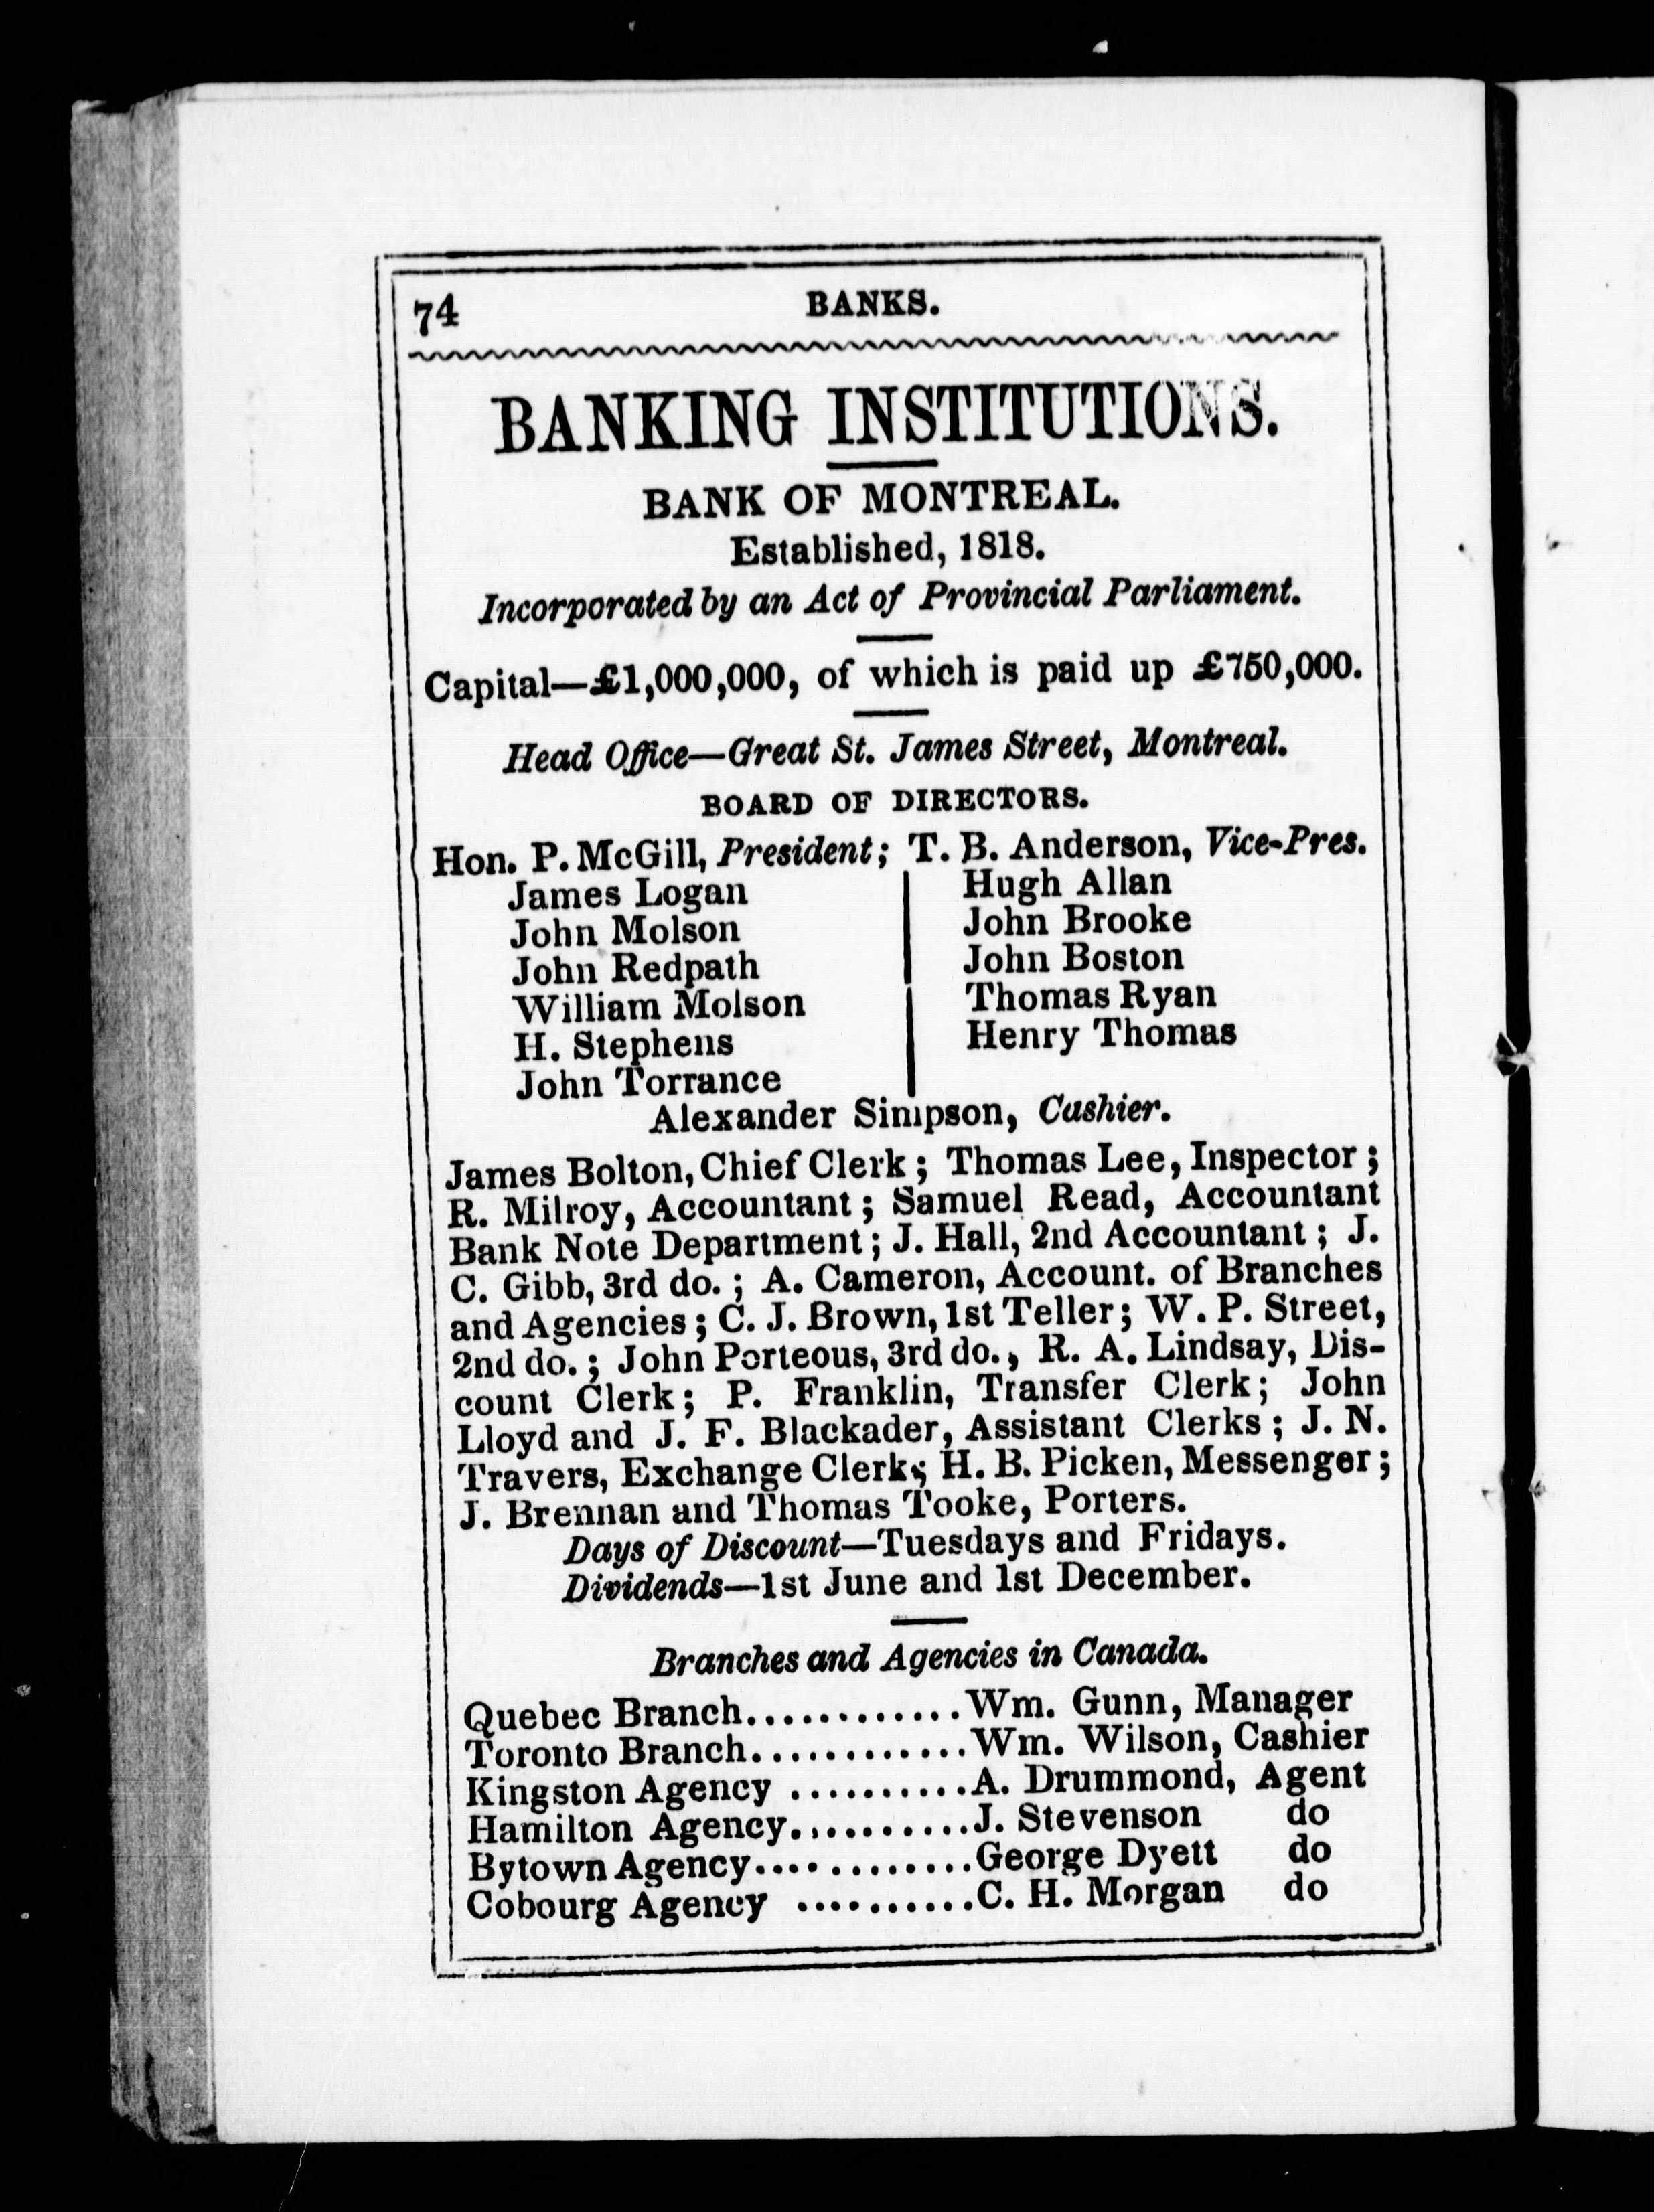 74 BANKS.
BANKING INSTITUTIONS.
BANK OF MONTREAL.
Established, 1818.
Incorporated by an Act of Provincial Parliament.
Capital—£1,000,000, of which is paid up £750,000.
Head Office—Great St. James Street, Montreal.
BOARD OF DIRECTORS.
Hon. P. McGill, President; T. B. Anderson, Vice-Pres.
James Logan | Hugh Allan
John Molson | John Brooke
John Redpath | John Boston
William Molson | Thomas Ryan
H. Stephens | Henry Thomas
John Torrance
Alexander Simpson, Cashier.
James Bolton, Chief Clerk; Thomas Lee, Inspector;
R. Milroy, Accountant; Samuel Read, Accountant
Bank Note Department; J. Hall, 2nd Accountant; J.
C. Gibb, 3rd do.; A. Cameron, Account. of Branches
and Agencies; C. J. Brown, 1st Teller; W. P. Street,
2nd do.; John Porteous, 3rd do., R. A. Lindsay, Dis-
count Clerk; P. Franklin, Transfer Clerk; John
Lloyd and J. F. Blackader, Assistant Clerks; J. N.
Travers, Exchange Clerk; H. B. Picken, Messenger;
J. Brennan and Thomas Tooke, Porters.
Days of Discount—Tuesdays and Fridays.
Dividends—1st June and 1st December.
Branches and Agencies in Canada.
Quebec Branch............Wm. Gunn, Manager
Toronto Branch............Wm. Wilson, Cashier
Kingston Agency ..........A. Drummond, Agent
Hamilton Agency..........J. Stevenson do
Bytown Agency............George Dyett do
Cobourg Agency ..........C. H. Morgan do